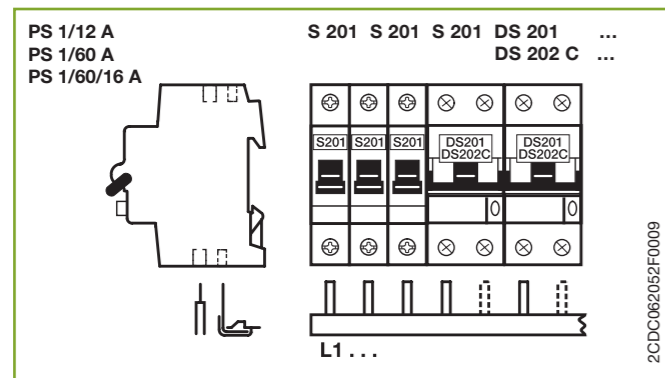 PS 1/12 A
PS 1/60 A
PS 1/60/16 A
S 201 S 201 S 201 DS 201 ...
DS 202 C ...
S201 S201 S201 DS201 DS201
DS202C DS202C
L1 . . .
2CDC062052F0009